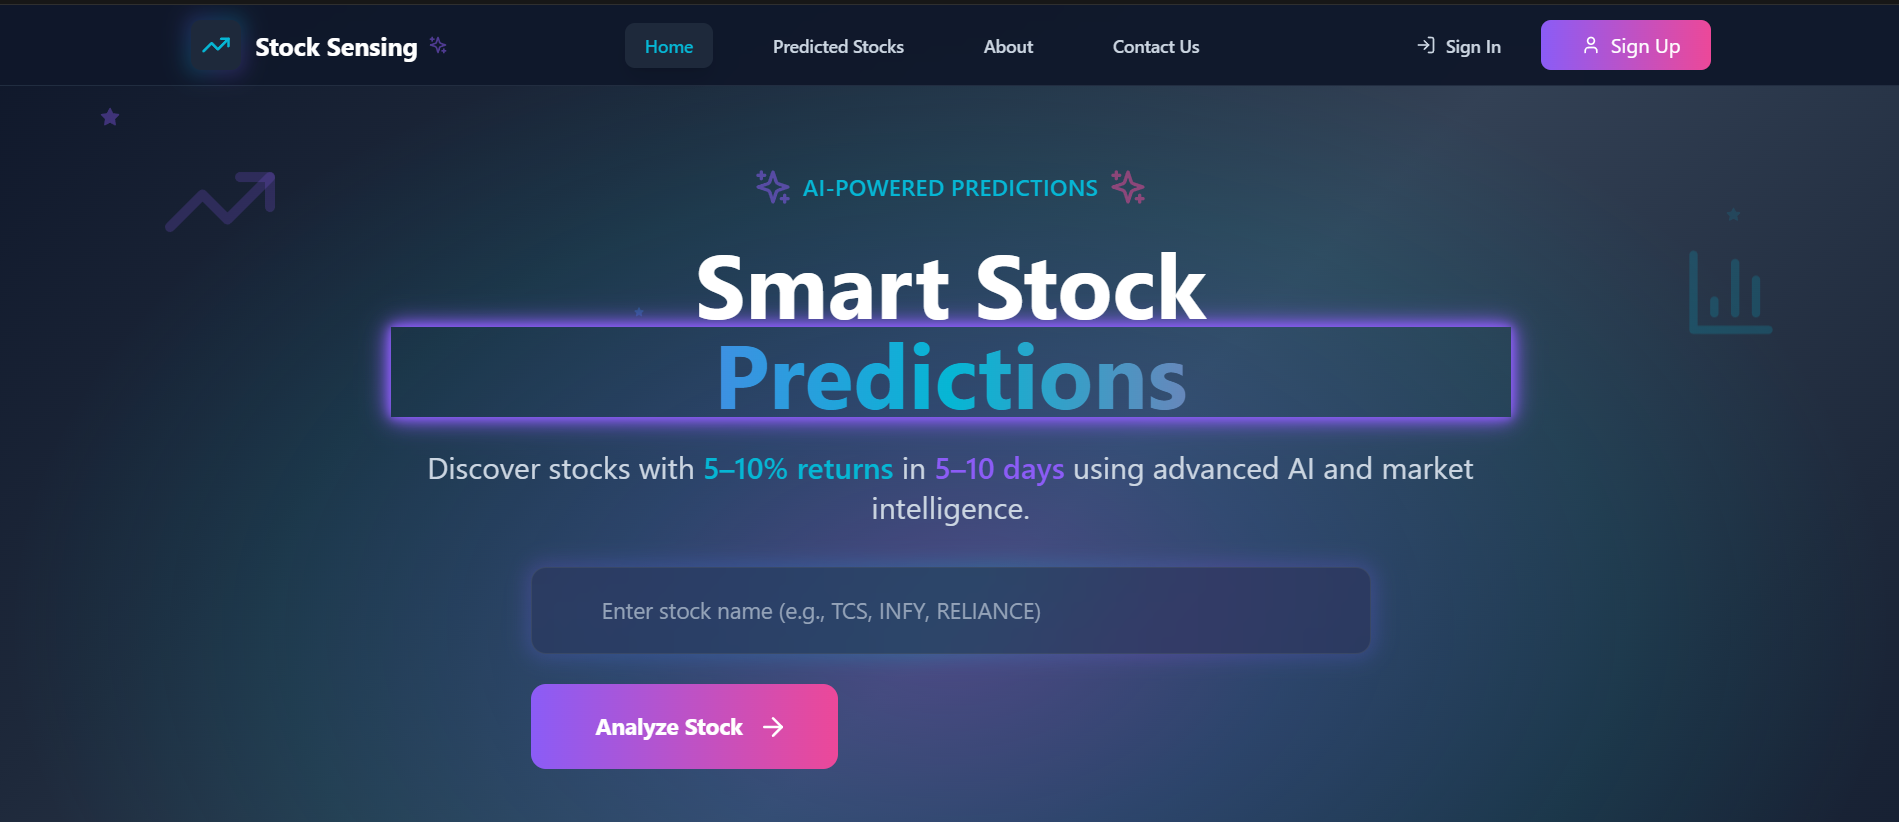 Stock Sensing
Home
Predicted Stocks
About
Contact Us
Sign In
Sign Up
AI-POWERED PREDICTIONS
Smart Stock
Predictions
Discover stocks with 5–10% returns in 5–10 days using advanced AI and market
intelligence.
Enter stock name (e.g., TCS, INFY, RELIANCE)
Analyze Stock